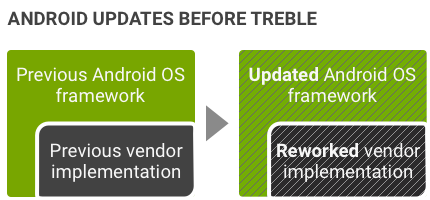 ANDROID UPDATES BEFORE TREBLE
Previous Android OS
framework
Previous vendor
implementation
Updated Android OS
framework
Reworked vendor
implementation